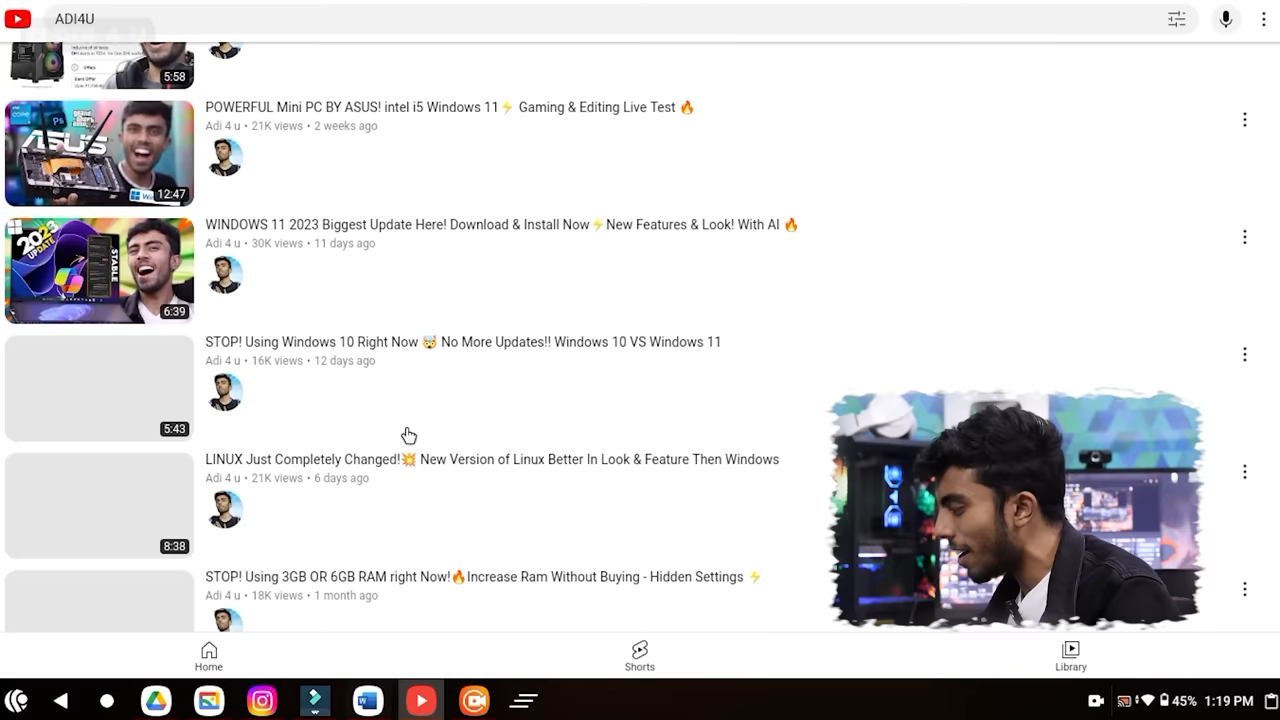 ADI4U
5:58
POWERFUL Mini PC BY ASUS! intel i5 Windows 11⚡ Gaming & Editing Live Test 🔥
Adi 4 u • 21K views • 2 weeks ago
ASUS
12:47
WINDOWS 11 2023 Biggest Update Here! Download & Install Now⚡New Features & Look! With AI 🔥
Adi 4 u • 30K views • 11 days ago
2023
UPDATE
STABLE
6:39
STOP! Using Windows 10 Right Now 🤯 No More Updates!! Windows 10 VS Windows 11
Adi 4 u • 16K views • 12 days ago
5:43
LINUX Just Completely Changed!💥 New Version of Linux Better In Look & Feature Then Windows
Adi 4 u • 21K views • 6 days ago
8:38
STOP! Using 3GB OR 6GB RAM right Now!🔥Increase Ram Without Buying - Hidden Settings ⚡
Adi 4 u • 18K views • 1 month ago
Home
Shorts
Library
45% 1:19 PM